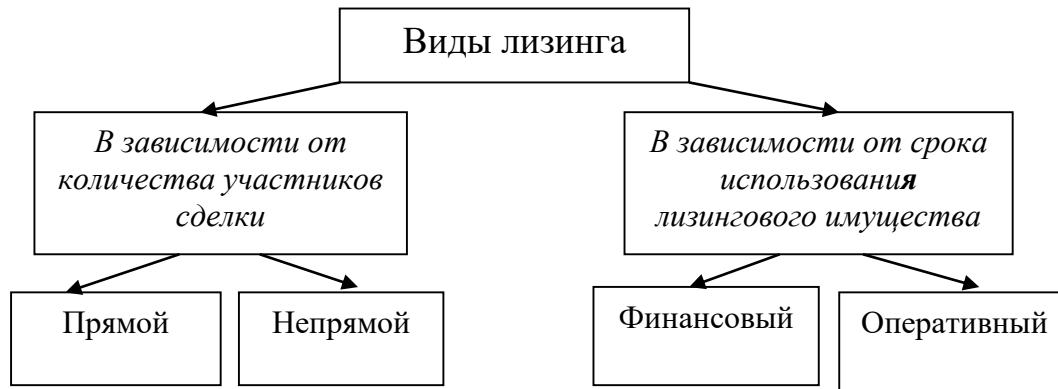 Виды лизинга
В зависимости от
количества участников
сделки
В зависимости от срока
использования
лизингового имущества
Прямой
Непрямой
Финансовый
Оперативный